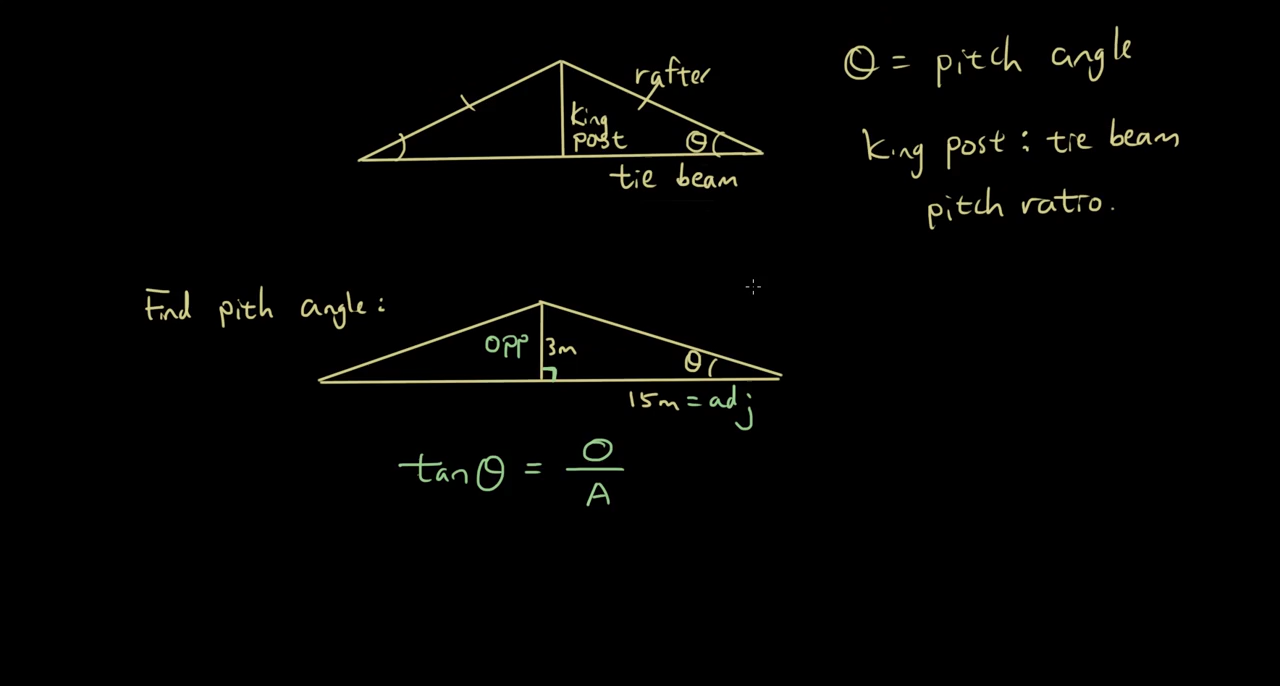 rafter
King
post
θ
tie beam
θ = pitch angle
King post : tie beam
pitch ratio.
Find pith angle :
opp
3m
θ
15m = adj
tanθ = O
A